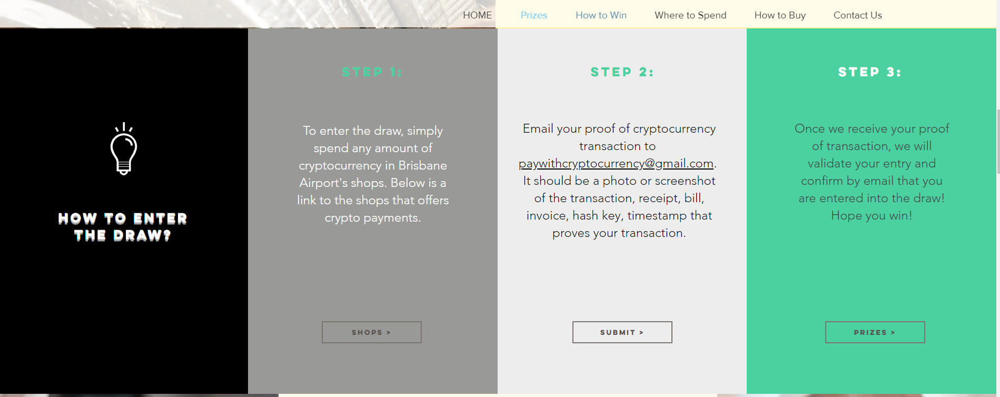 HOME Prizes How to Win Where to Spend How to Buy Contact Us
HOW TO ENTER
THE DRAW?
STEP 1:
To enter the draw, simply
spend any amount of
cryptocurrency in Brisbane
Airport's shops. Below is a
link to the shops that offers
crypto payments.
SHOPS >
STEP 2:
Email your proof of cryptocurrency
transaction to
paywithcryptocurrency@gmail.com.
It should be a photo or screenshot
of the transaction, receipt, bill,
invoice, hash key, timestamp that
proves your transaction.
SUBMIT >
STEP 3:
Once we receive your proof
of transaction, we will
validate your entry and
confirm by email that you
are entered into the draw!
Hope you win!
PRIZES >